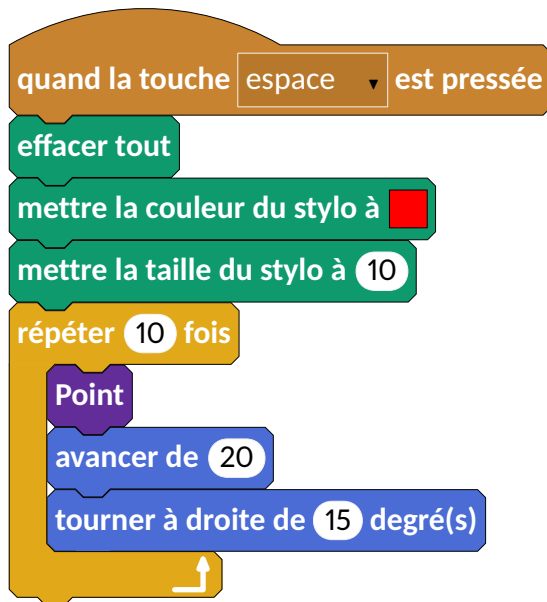 quand la touche espace est pressée
effacer tout
mettre la couleur du stylo à
mettre la taille du stylo à 10
répéter 10 fois
Point
avancer de 20
tourner à droite de 15 degré(s)